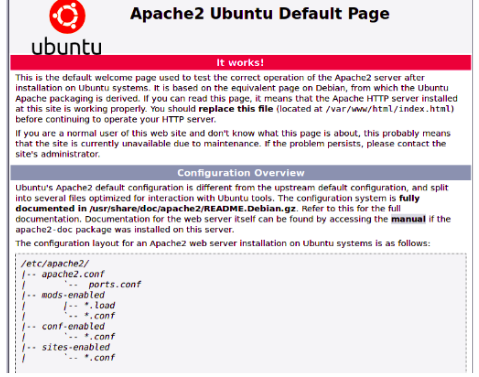 Apache2 Ubuntu Default Page
ubuntu
It works!
This is the default welcome page used to test the correct operation of the Apache2 server after
installation on Ubuntu systems. It is based on the equivalent page on Debian, from which the Ubuntu
Apache packaging is derived. If you can read this page, it means that the Apache HTTP server installed
at this site is working properly. You should replace this file (located at /var/www/html/index.html)
before continuing to operate your HTTP server.
If you are a normal user of this web site and don't know what this page is about, this probably means
that the site is currently unavailable due to maintenance. If the problem persists, please contact the
site's administrator.
Configuration Overview
Ubuntu's Apache2 default configuration is different from the upstream default configuration, and split
into several files optimized for interaction with Ubuntu tools. The configuration system is fully
documented in /usr/share/doc/apache2/README.Debian.gz. Refer to this for the full
documentation. Documentation for the web server itself can be found by accessing the manual if the
apache2-doc package was installed on this server.
The configuration layout for an Apache2 web server installation on Ubuntu systems is as follows:
/etc/apache2/
|-- apache2.conf
|       `--  ports.conf
|-- mods-enabled
|       |-- *.load
|       `-- *.conf
|-- conf-enabled
|       `-- *.conf
|-- sites-enabled
|       `-- *.conf